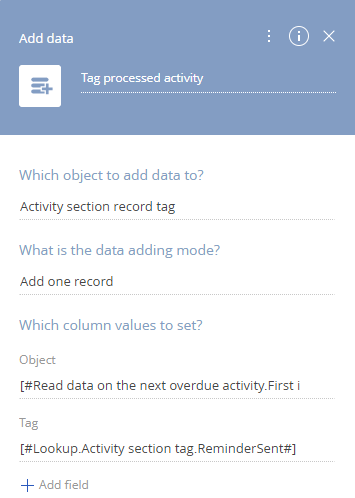 Add data
Tag processed activity
Which object to add data to?
Activity section record tag
What is the data adding mode?
Add one record
Which column values to set?
Object
[#Read data on the next overdue activity.First i
Tag
[#Lookup.Activity section tag.ReminderSent#]
Add field